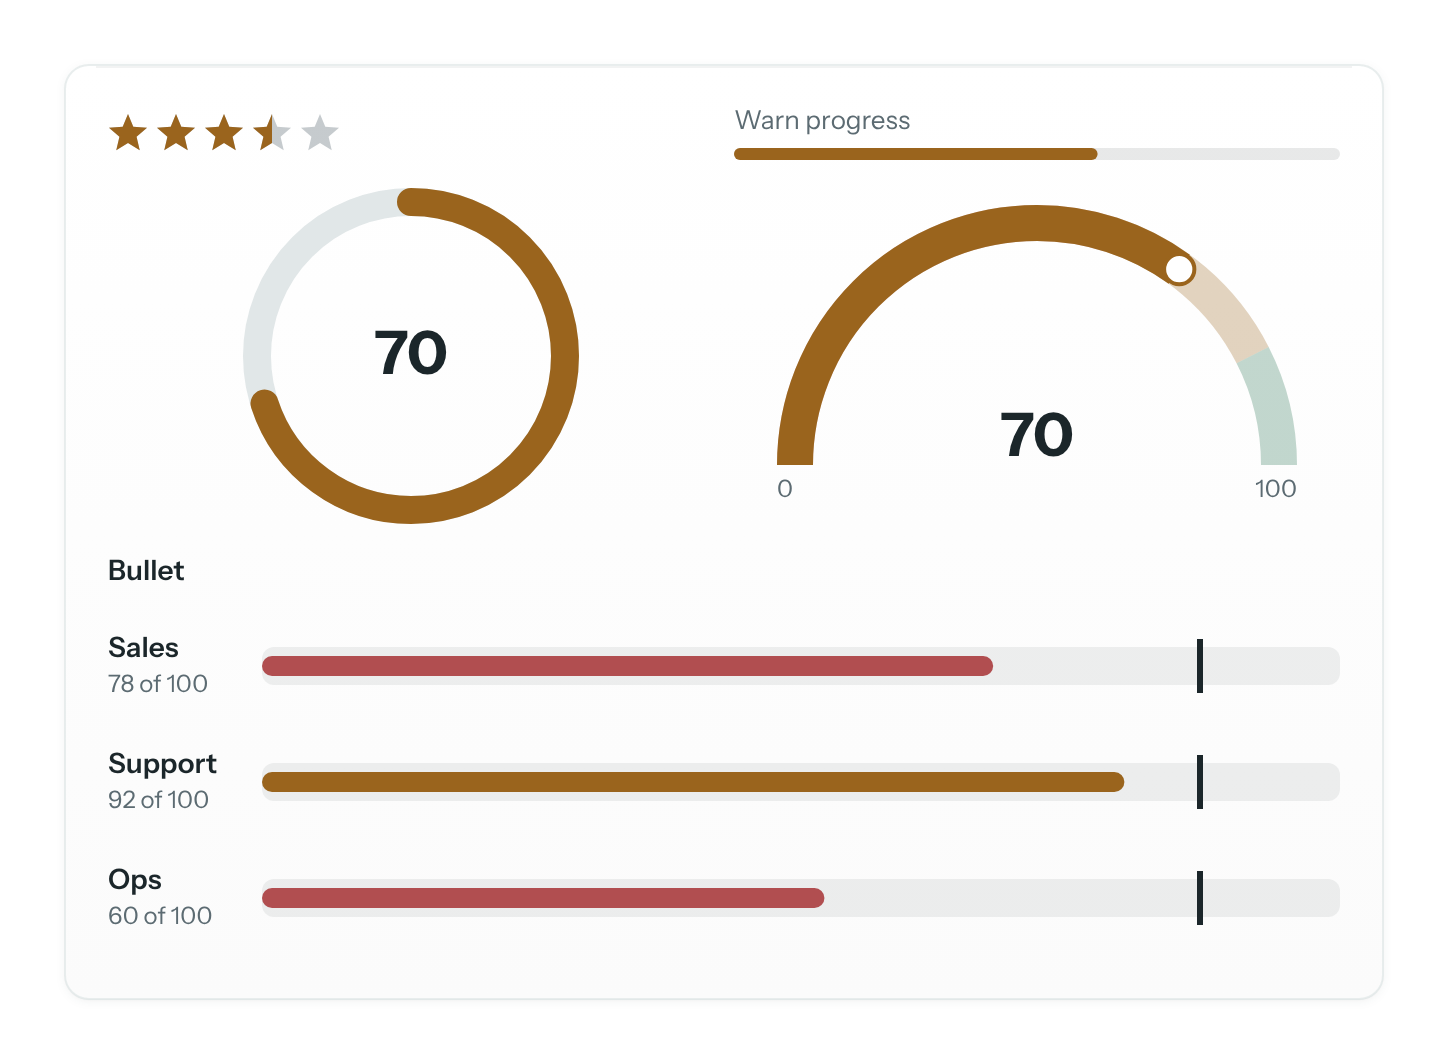 Warn progress
70
70
0
100
Bullet
Sales
78 of 100
Support
92 of 100
Ops
60 of 100